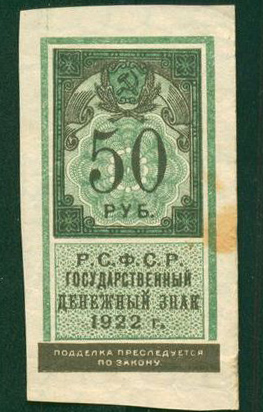 50
РУБ.
Р.С.Ф.С.Р.
ГОСУДАРСТВЕННЫЙ
ДЕНЕЖНЫЙ ЗНАК
1922 г.
ПОДДЕЛКА ПРЕСЛЕДУЕТСЯ
ПО ЗАКОНУ.